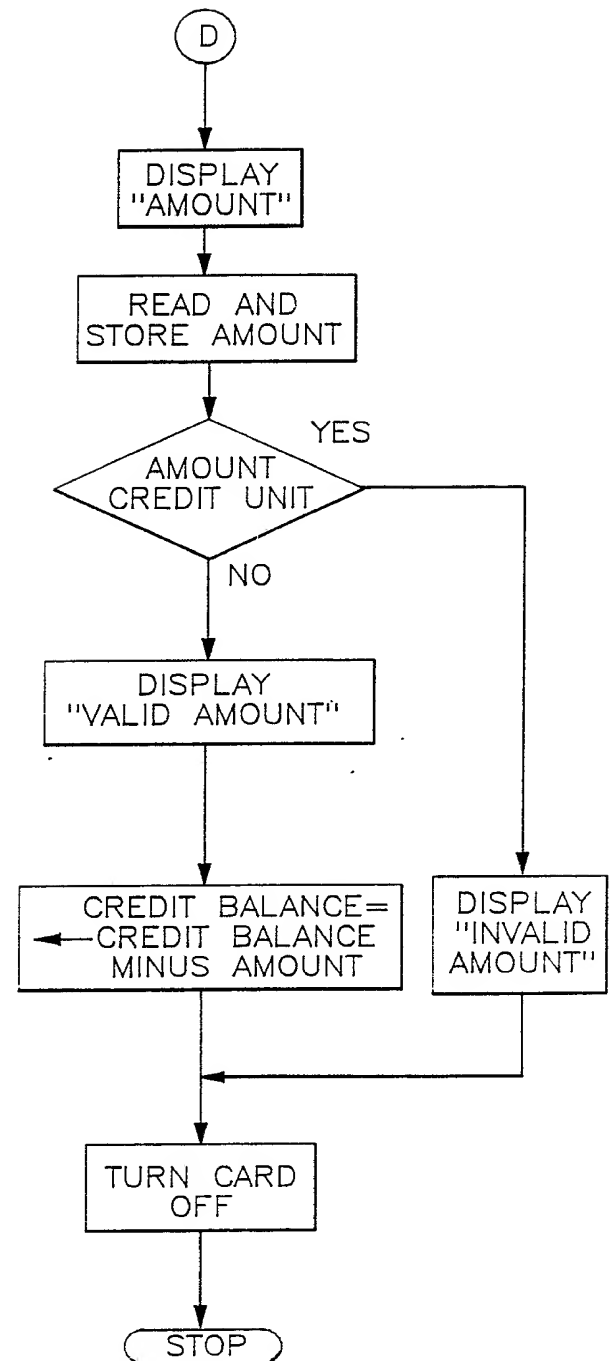 D
DISPLAY
"AMOUNT"
READ AND
STORE AMOUNT
YES
AMOUNT
CREDIT UNIT
NO
DISPLAY
"VALID AMOUNT"
CREDIT BALANCE=
CREDIT BALANCE
MINUS AMOUNT
DISPLAY
"INVALID
AMOUNT"
TURN CARD
OFF
STOP